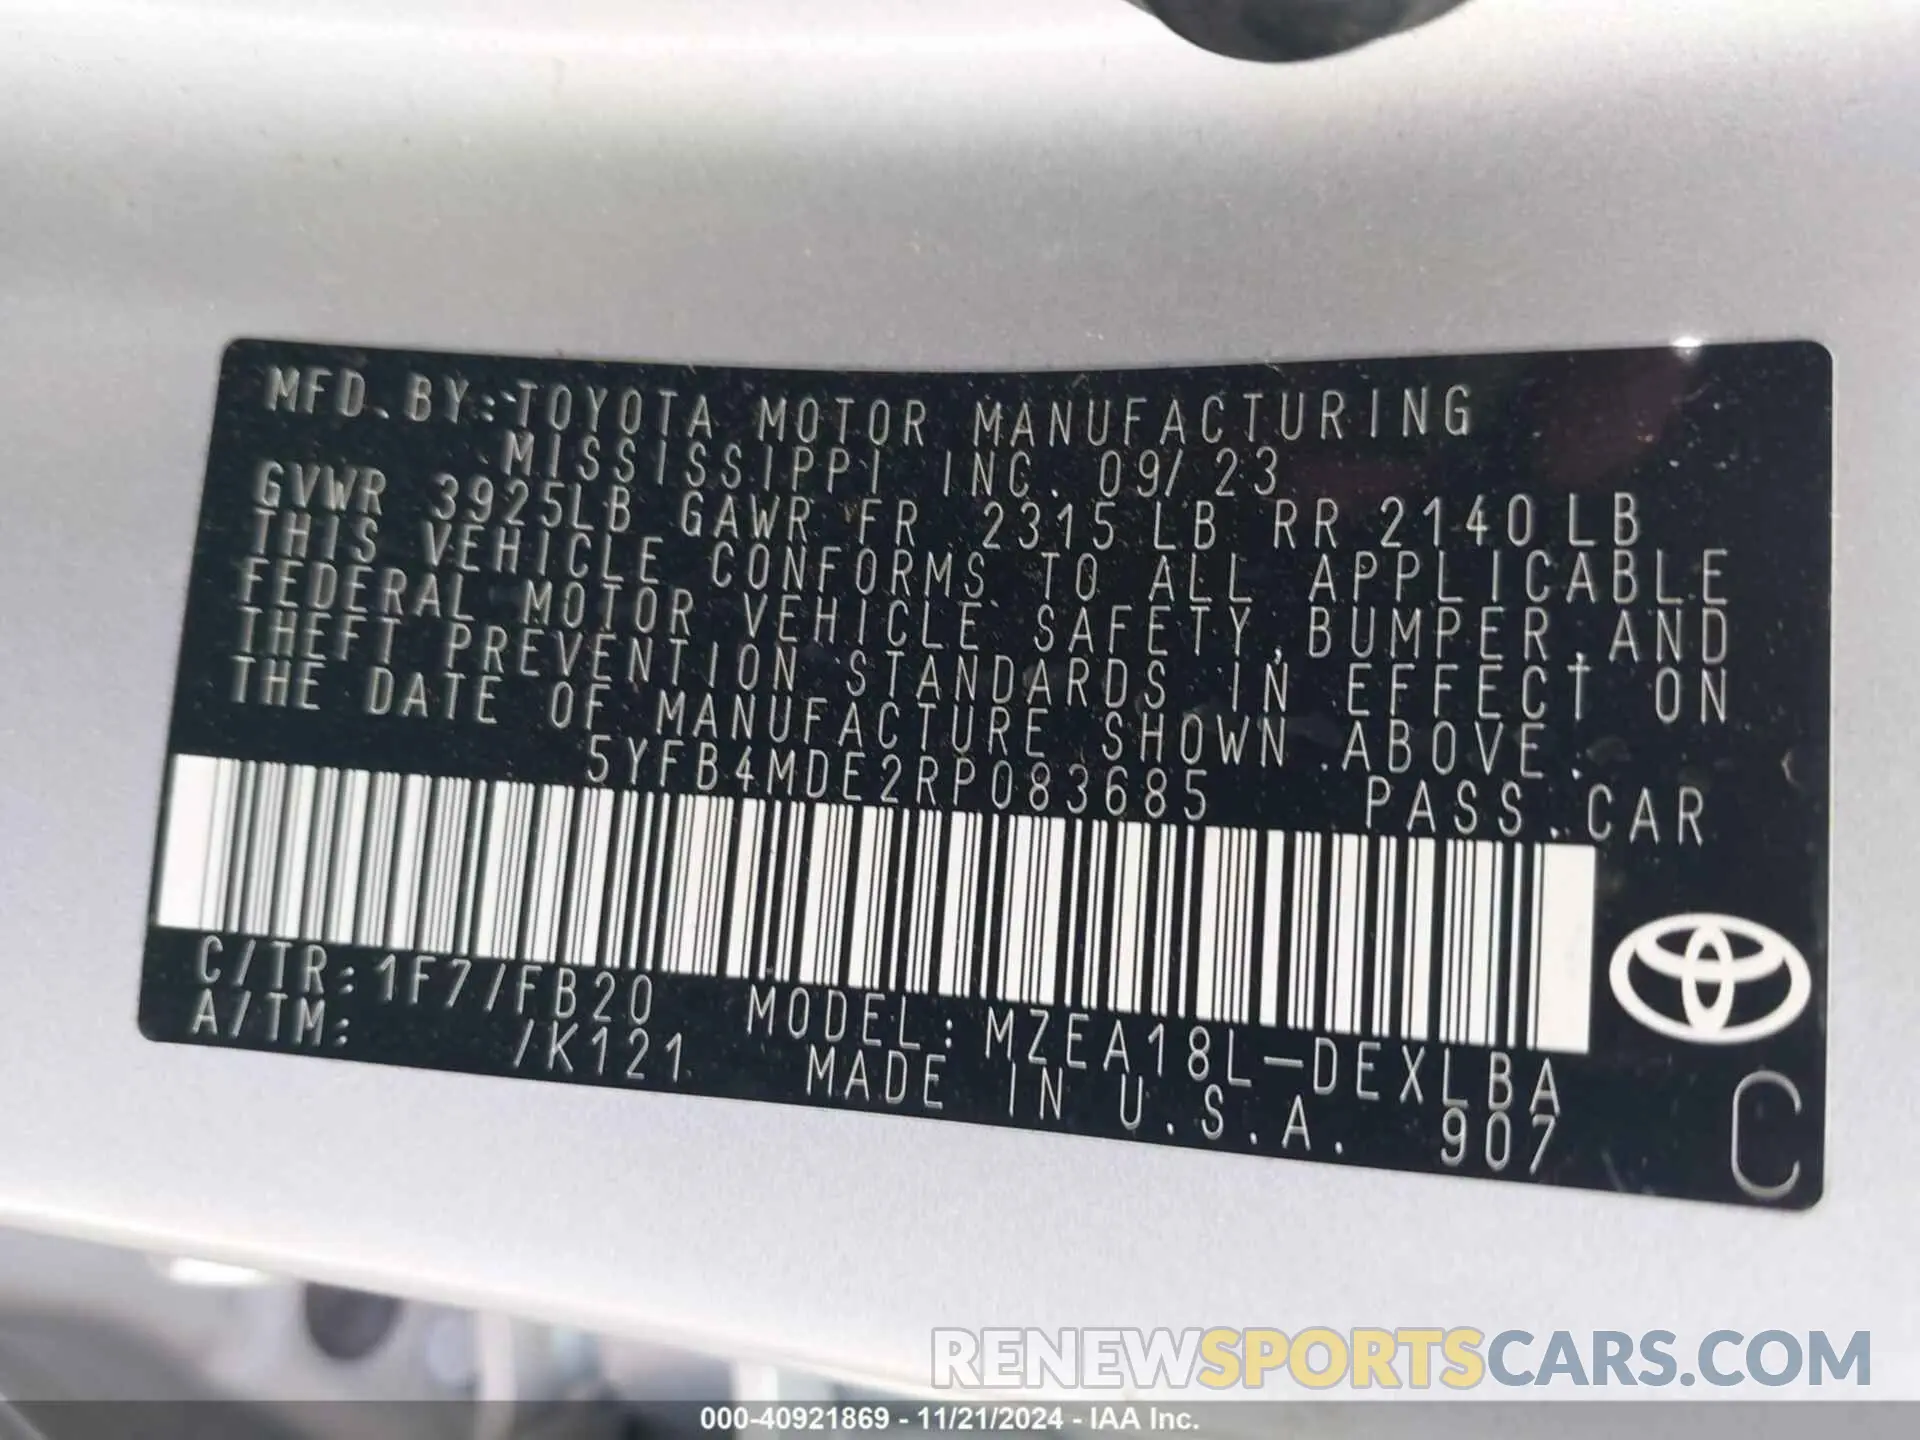 MFD. BY: TOYOTA MOTOR MANUFACTURING
MISSISSIPPI INC. 09/ 23
GVWR 3925LB GAWR FR 2315 LB RR 2140 LB
THIS VEHICLE CONFORMS TO ALL APPLICABLE
FEDERAL MOTOR VEHICLE SAFETY, BUMPER, AND
THEFT PREVENTION STANDARDS IN EFFECT ON
THE DATE OF MANUFACTURE SHOWN ABOVE.
5YFB4MDE2RP083685 PASS. CAR
C/TR: 1F7/FB20 MODEL: MZEA18L-DEXLBA
A/TM: /K121 MADE IN U.S.A. 907
C
RENEWSPORTSCARS.COM
000-40921869 - 11/21/2024 - IAA Inc.